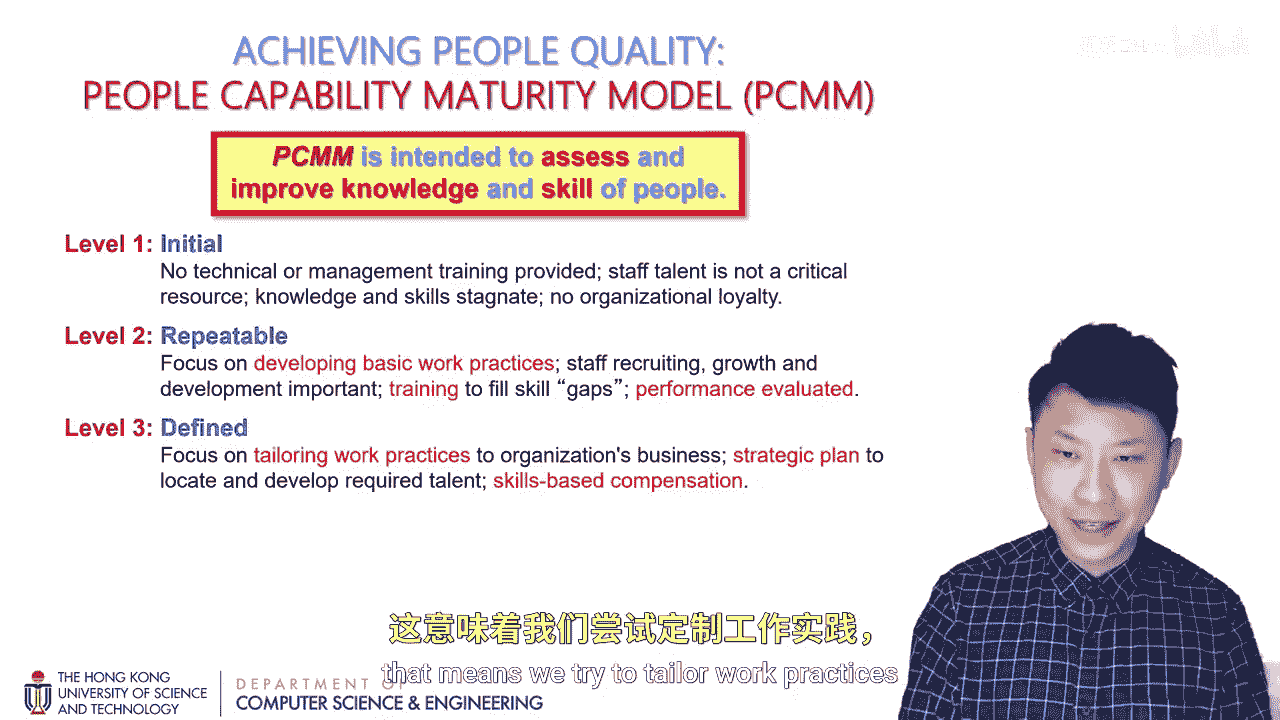 ACHIEVING PEOPLE QUALITY:
PEOPLE CAPABILITY MATURITY MODEL (PCMM)
PCMM is intended to assess and
improve knowledge and skill of people.
Level 1: Initial
No technical or management training provided; staff talent is not a critical
resource; knowledge and skills stagnate; no organizational loyalty.
Level 2: Repeatable
Focus on developing basic work practices; staff recruiting, growth and
development important; training to fill skill “gaps”; performance evaluated.
Level 3: Defined
Focus on tailoring work practices to organization's business; strategic plan to
locate and develop required talent; skills-based compensation.
这意味着我们尝试定制工作实践，
that means we try to tailor work practices
THE HONG KONG
UNIVERSITY OF SCIENCE
AND TECHNOLOGY
DEPARTMENT OF
COMPUTER SCIENCE & ENGINEERING